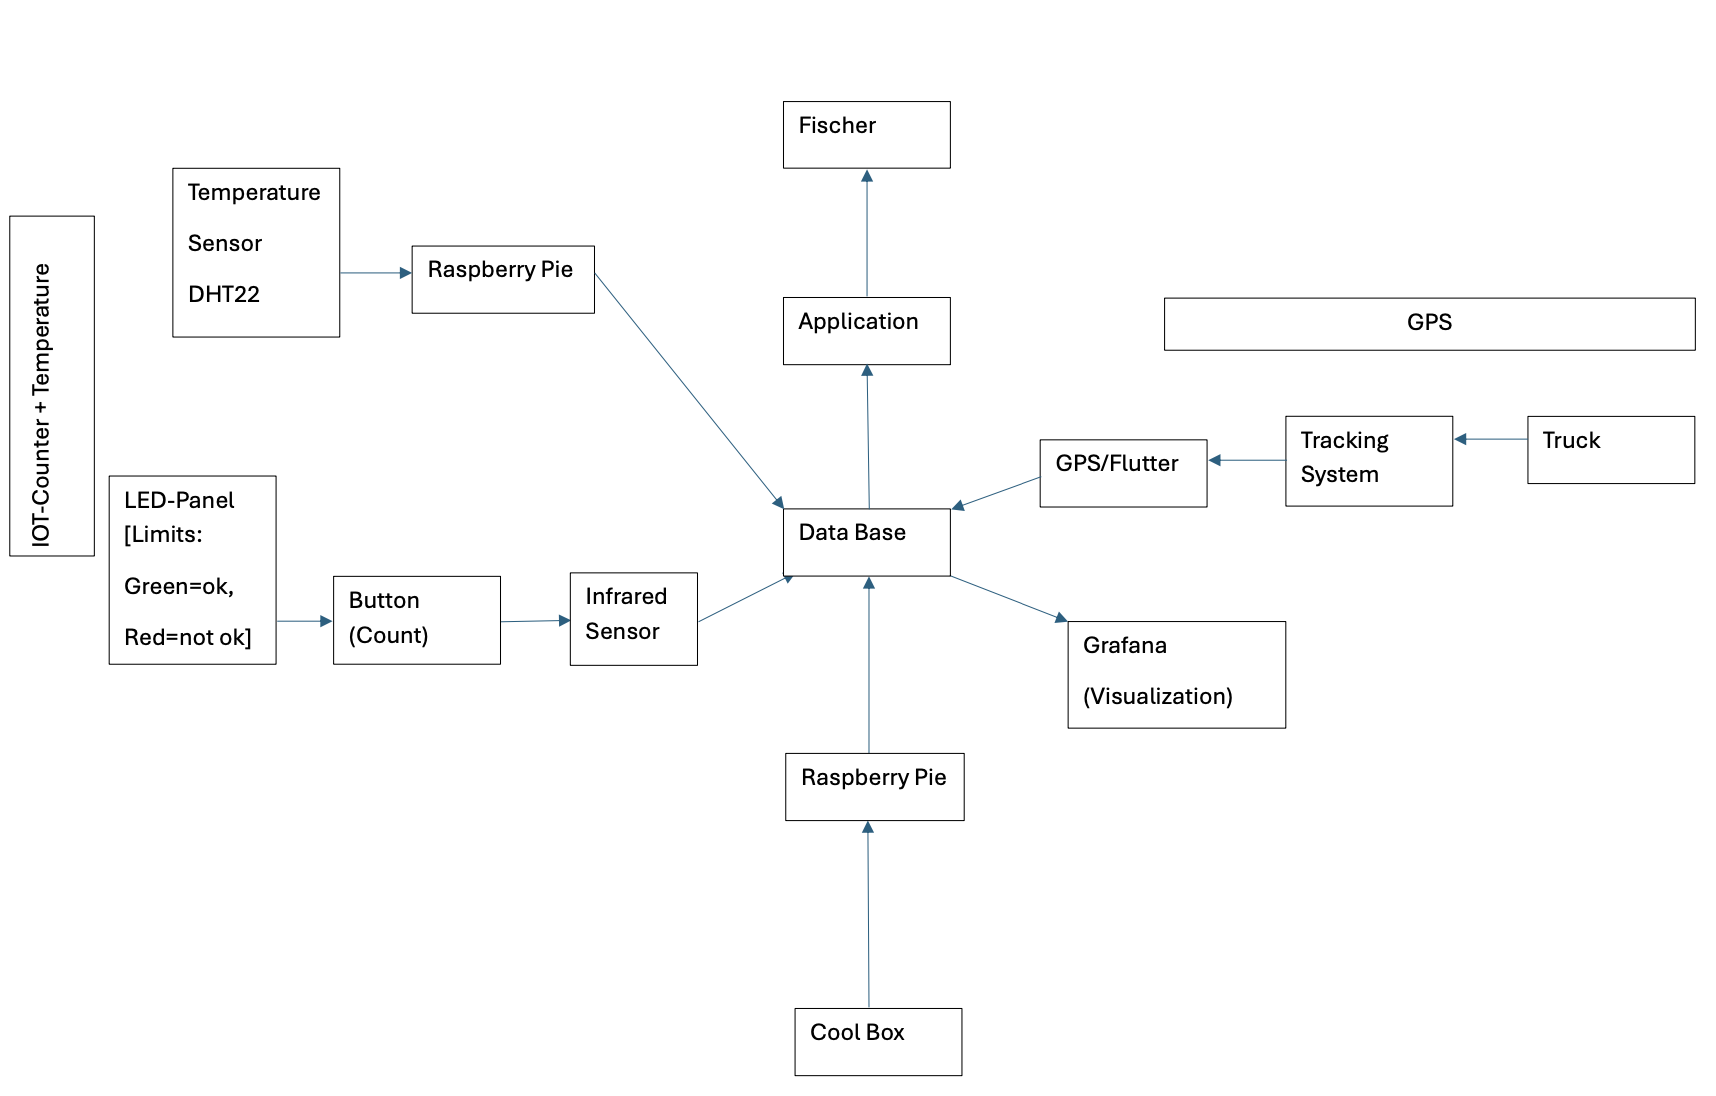 Fischer
Temperature
Sensor
DHT22
IOT-Counter + Temperature
Raspberry Pie
Application
GPS
Tracking
System
Truck
GPS/Flutter
LED-Panel
[Limits:
Green=ok,
Red=not ok]
Data Base
Button
(Count)
Infrared
Sensor
Grafana
(Visualization)
Raspberry Pie
Cool Box